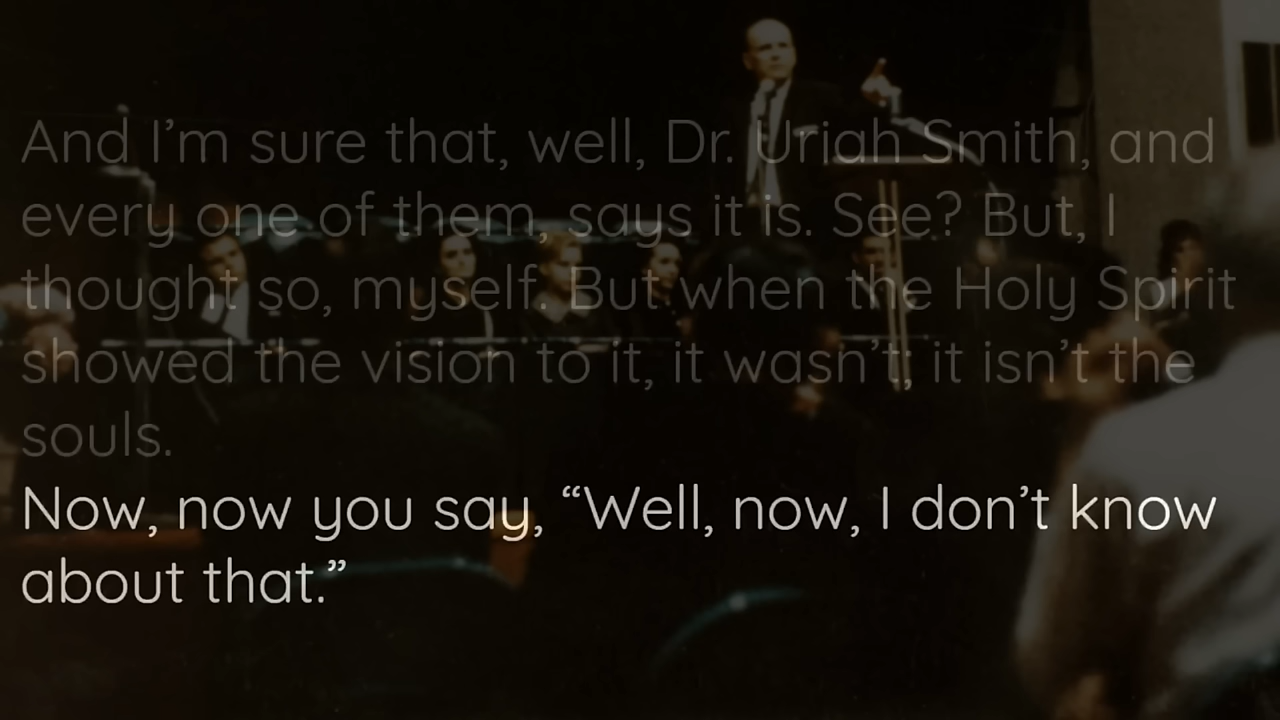 And I’m sure that, well, Dr. Uriah Smith, and
every one of them, says it is. See? But, I
thought so, myself. But when the Holy Spirit
showed the vision to it, it wasn’t; it isn’t the
souls.
Now, now you say, “Well, now, I don’t know
about that.”